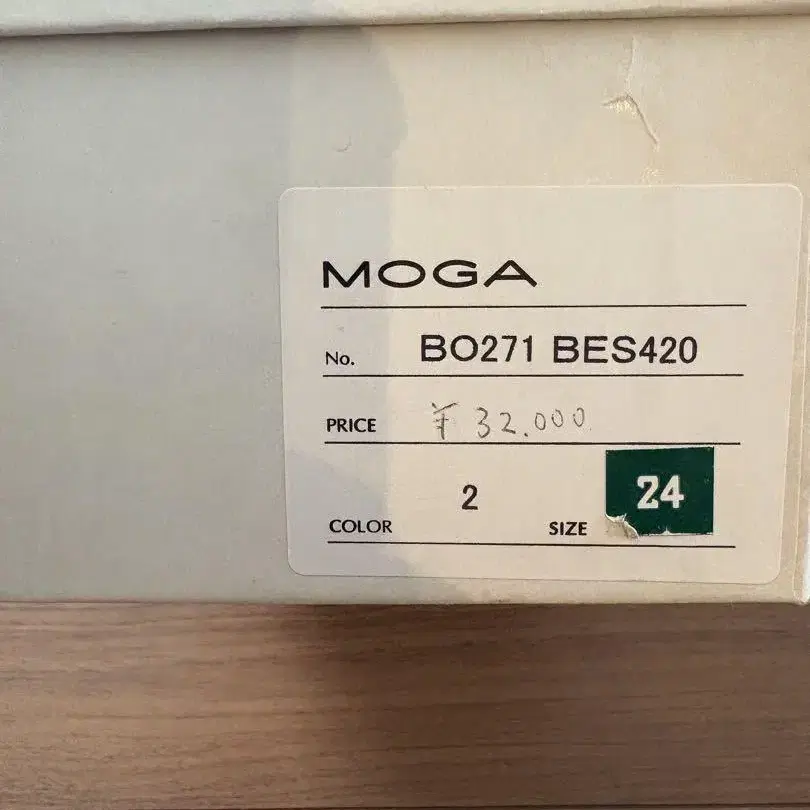 MOGA
No. BO271 BES420
PRICE ¥ 32.000
COLOR 2 SIZE 24